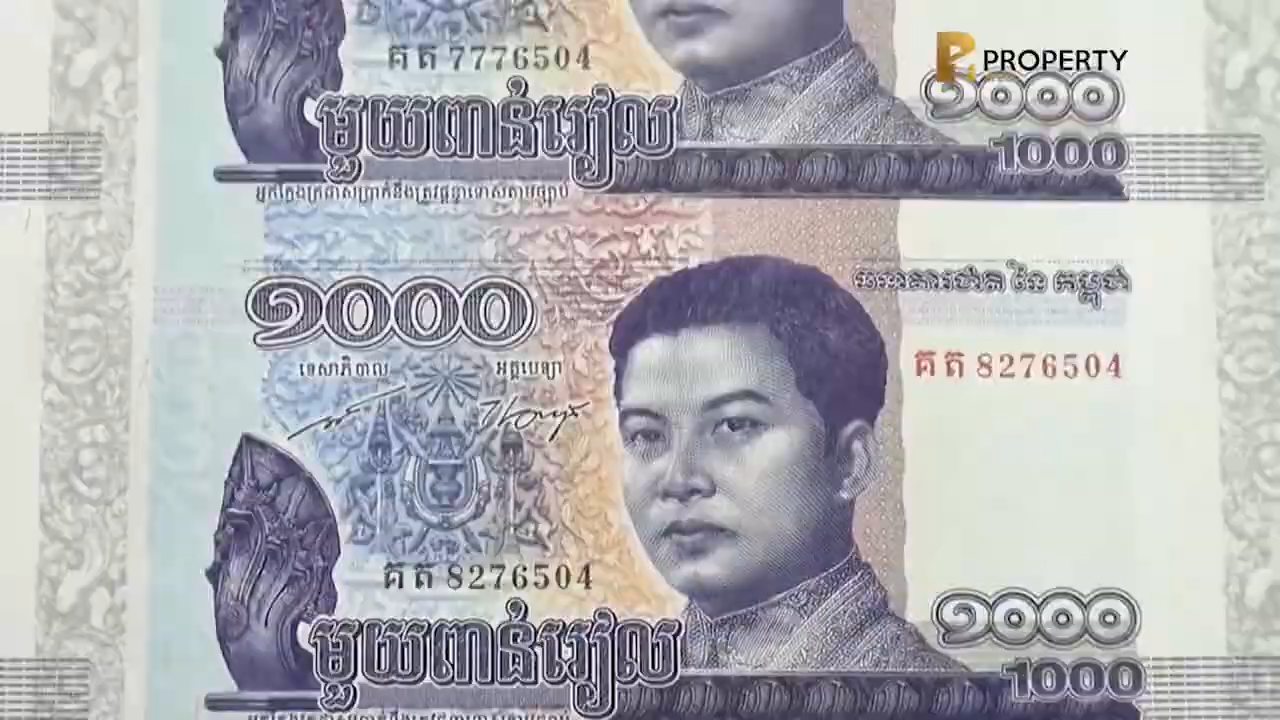 គត 7776504
PROPERTY
១០០០
មួយពាន់រៀល
1000
១០០០
ធនាគារជាតិ នៃ កម្ពុជា
ទេសាភិបាល
អគ្គបេឡា
គត 8276504
គត 8276504
១០០០
មួយពាន់រៀល
1000